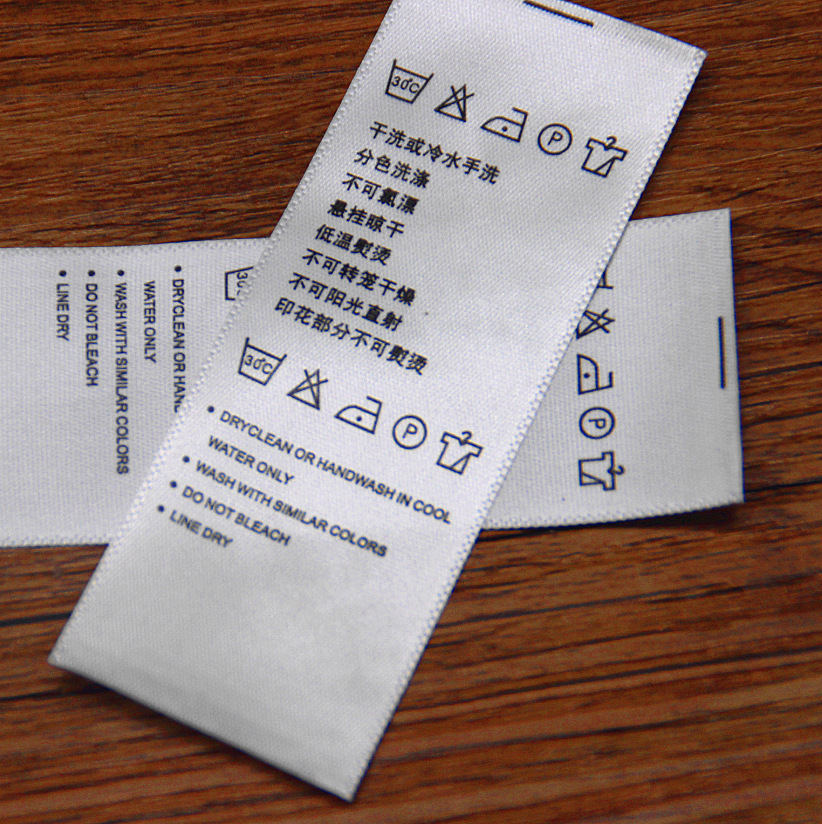 30°C P
干洗或冷水手洗
分色洗涤
不可氯漂
悬挂晾干
低温熨烫
不可转笼干燥
不可阳光直射
印花部分不可熨烫
30°C P
• DRYCLEAN OR HANDWASH IN COOL
WATER ONLY
• WASH WITH SIMILAR COLORS
• DO NOT BLEACH
• LINE DRY
P
30
• DRYCLEAN OR HAND
WATER ONLY
• WASH WITH SIMILAR COLORS
• DO NOT BLEACH
• LINE DRY